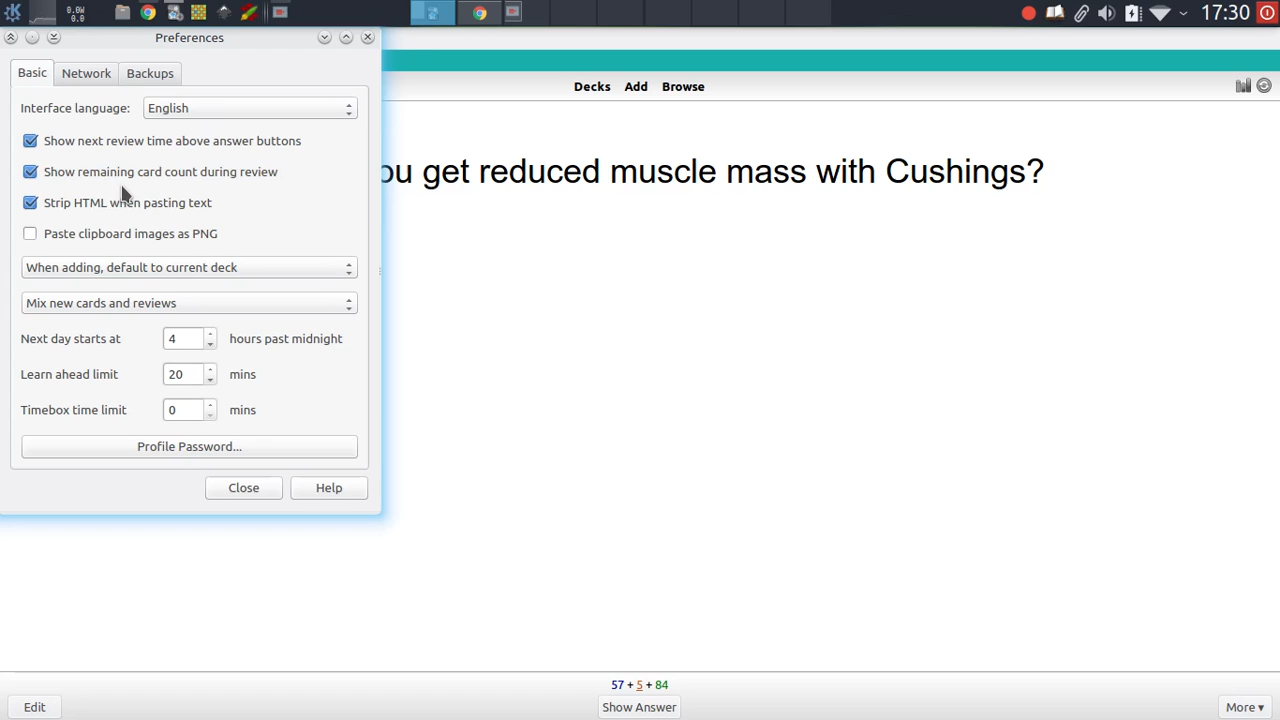 0.0W
0.0
17:30
Preferences
Basic Network Backups
Decks Add Browse
Interface language: English
Show next review time above answer buttons
Show remaining card count during review
ou get reduced muscle mass with Cushings?
Strip HTML when pasting text
Paste clipboard images as PNG
When adding, default to current deck
Mix new cards and reviews
Next day starts at 4 hours past midnight
Learn ahead limit 20 mins
Timebox time limit 0 mins
Profile Password...
Close Help
57 + 5 + 84
Edit Show Answer More ▾